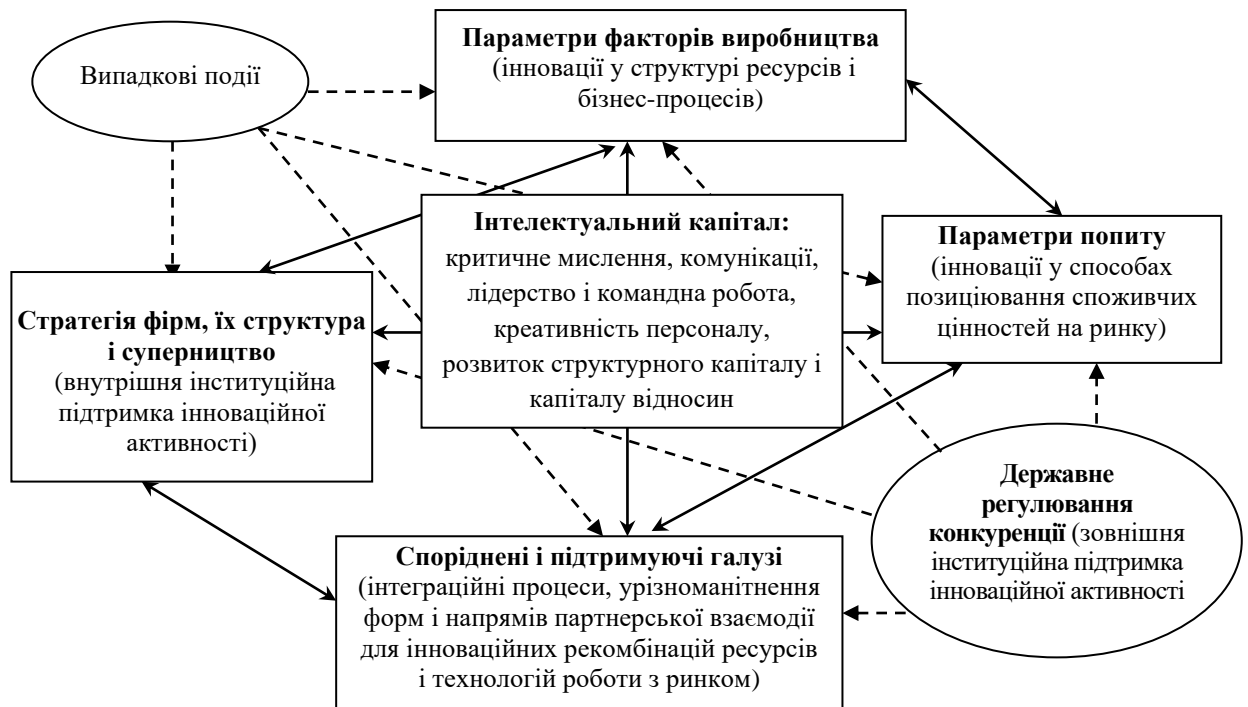 Випадкові події
Параметри факторів виробництва
(інновації у структурі ресурсів і
бізнес-процесів)
Інтелектуальний капітал:
критичне мислення, комунікації,
лідерство і командна робота,
креативність персоналу,
розвиток структурного капіталу і
капіталу відносин
Параметри попиту
(інновації у способах
позиціювання споживчих
цінностей на ринку)
Стратегія фірм, їх структура
і суперництво
(внутрішня інституційна
підтримка інноваційної
активності)
Державне
регулювання
конкуренції (зовнішня
інституційна підтримка
інноваційної активності
Споріднені і підтримуючі галузі
(інтеграційні процеси, урізноманітнення
форм і напрямів партнерської взаємодії
для інноваційних рекомбінацій ресурсів
і технологій роботи з ринком)